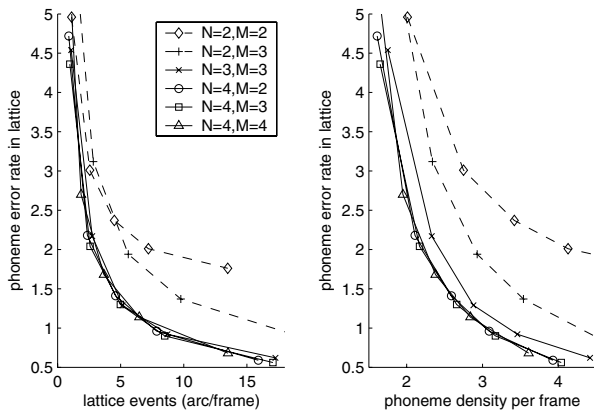 phoneme error rate in lattice
5
4.5
4
3.5
3
2.5
2
1.5
1
0.5
0 5 10 15
lattice events (arc/frame)
N=2,M=2
N=2,M=3
N=3,M=3
N=4,M=2
N=4,M=3
N=4,M=4
phoneme error rate in lattice
5
4.5
4
3.5
3
2.5
2
1.5
1
0.5
2 3 4
phoneme density per frame